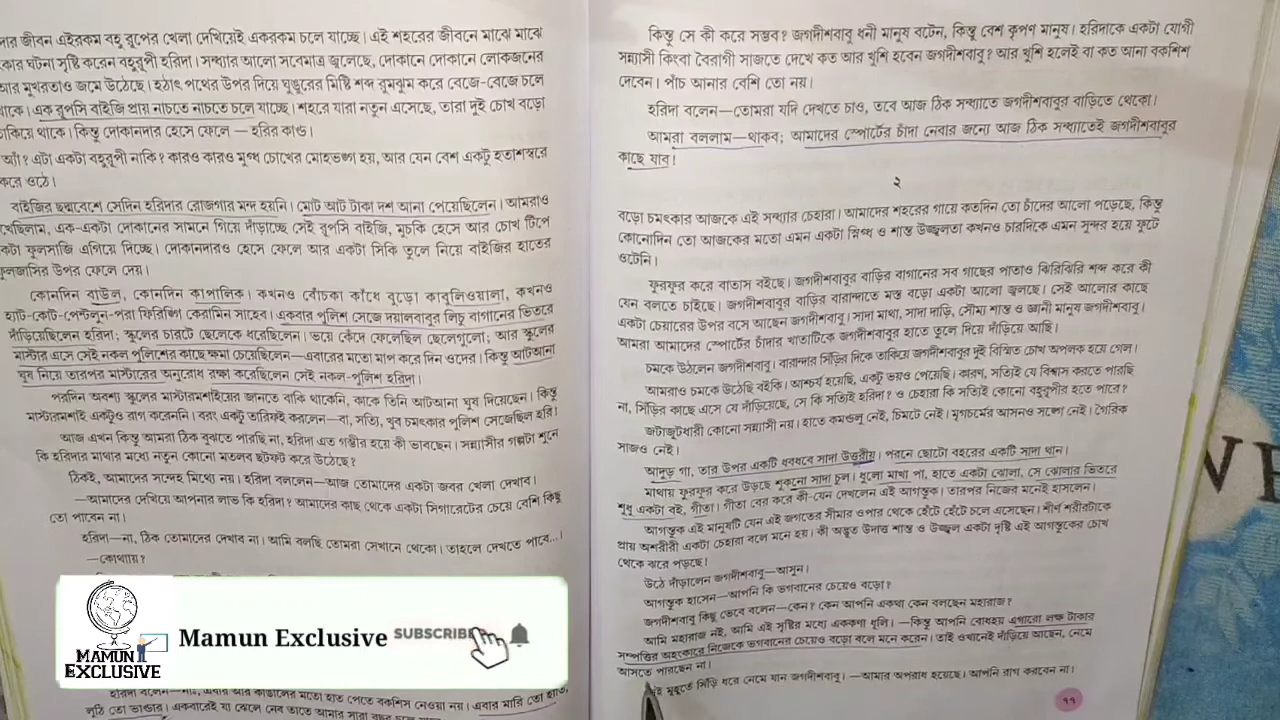 জীবন এইরকম বহু রূপের খেলা দেখিয়েই একরকম চলে যাচ্ছে। এই শহরের জীবনে মাঝে মাঝে
ঘটনা সৃষ্টি করেন বহুরূপী হরিদা। সন্ধ্যার আলো সবেমাত্র জ্বলেছে, দোকানে দোকানে লোকজনের
আর মুখরতাও জমে উঠেছে। হঠাৎ পথের উপর দিয়ে ঘুঙুরের মিষ্টি শব্দ রুমঝুম করে বেজে-বেজে চলে
থাকে। এক রূপসি বাইজি প্রায় নাচতে নাচতে চলে যাচ্ছে। শহরে যারা নতুন এসেছে, তারা দুই চোখ বড়ো
তাকিয়ে থাকে। কিন্তু দোকানদার হেসে ফেলে —হরির কাণ্ড।
অ্যাঁ? এটা একটা বহুরূপী নাকি? কারও কারও মুগ্ধ চোখের মোহভঙ্গ হয়, আর যেন বেশ একটু হতাশস্বরে
করে ওঠে।
বাইজির ছদ্মবেশে সেদিন হরিদার রোজগার মন্দ হয়নি। মোট আট টাকা দশ আনা পেয়েছিলেন। আমরাও
দেখেছিলাম, এক-একটা দোকানের সামনে গিয়ে দাঁড়াচ্ছে সেই রূপসি বাইজি, মুচকি হেসে আর চোখ টিপে
একটা ফুলসাজি এগিয়ে দিচ্ছে। দোকানদারও হেসে ফেলে আর একটা সিকি তুলে নিয়ে বাইজির হাতের
ফুলসাজির উপর ফেলে দেয়।
কোনদিন বাউল, কোনদিন কাপালিক। কখনও বোঁচকা কাঁধে বুড়ো কাবুলিওয়ালা, কখনও
হ্যাট-কোট-পেন্টলুন-পরা ফিরিঙ্গি কেরামিন সাহেব। একবার পুলিশ সেজে দয়ালবাবুর লিচু বাগানের ভিতরে
দাঁড়িয়েছিলেন হরিদা; স্কুলের চারটে ছেলেকে ধরেছিলেন। ভয়ে কেঁদে ফেলেছিল ছেলেগুলো; আর স্কুলের
মাস্টার এসে সেই নকল পুলিশের কাছে ক্ষমা চেয়েছিলেন—এবারের মতো মাপ করে দিন ওদের। কিন্তু আটআনা
ঘুষ নিয়ে তারপর মাস্টারের অনুরোধ রক্ষা করেছিলেন সেই নকল-পুলিশ হরিদা।
পরদিন অবশ্য স্কুলের মাস্টারমশাইয়ের জানতে বাকি থাকেনি, কাকে তিনি আটআনা ঘুষ দিয়েছেন। কিন্তু
মাস্টারমশাই একটুও রাগ করেননি। বরং একটু তারিফই করলেন—বা, সত্যি, খুব চমৎকার পুলিশ সেজেছিল হরি!
আজ এখন কিন্তু আমরা ঠিক বুঝতে পারছি না, হরিদা এত গম্ভীর হয়ে কী ভাবছেন। সন্ন্যাসীর গল্পটা শুনে
কি হরিদার মাথার মধ্যে নতুন কোনো মতলব ছটফট করে উঠেছে?
ঠিকই, আমাদের সন্দেহ মিথ্যে নয়। হরিদা বললেন—আজ তোমাদের একটা জবর খেলা দেখাব।
—আমাদের দেখিয়ে আপনার লাভ কি হরিদা? আমাদের কাছ থেকে একটা সিগারেটের চেয়ে বেশি কিছু
তো পাবেন না।
হরিদা—না, ঠিক তোমাদের দেখাব না। আমি বলছি তোমরা সেখানে থেকো। তাহলে দেখতে পাবে...।
—কোথায়?
MAMUN EXCLUSIVE
Mamun Exclusive
SUBSCRIBE
হরিদা বলেন—নাঃ, এবার আর কাঙালের মতো হাত পেতে বকশিস নেওয়া নয়। এবার মারি তো হাতি,
লুঠি তো ভাণ্ডার। একবারেই যা ঝেলে নেব তাতে আমার সারা বছর চলে
কিন্তু সে কী করে সম্ভব? জগদীশবাবু ধনী মানুষ বটেন, কিন্তু বেশ কৃপণ মানুষ। হরিদাকে একটা যোগী
সন্ন্যাসী কিংবা বৈরাগী সাজতে দেখে কত আর খুশি হবেন জগদীশবাবু? আর খুশি হলেই বা কত আনা বকশিশ
দেবেন। পাঁচ আনার বেশি তো নয়।
হরিদা বলেন—তোমরা যদি দেখতে চাও, তবে আজ ঠিক সন্ধ্যাতে জগদীশবাবুর বাড়িতে থেকো।
আমরা বললাম—থাকব; আমাদের স্পোর্টের চাঁদা নেবার জন্যে আজ ঠিক সন্ধ্যাতেই জগদীশবাবুর
কাছে যাব।
২
বড়ো চমৎকার আজকে এই সন্ধ্যার চেহারা। আমাদের শহরের গায়ে কতদিন তো চাঁদের আলো পড়েছে, কিন্তু
কোনোদিন তো আজকের মতো এমন একটা স্নিগ্ধ ও শান্ত উজ্জ্বলতা কখনও চারদিকে এমন সুন্দর হয়ে ফুটে
ওঠেনি।
ফুরফুর করে বাতাস বইছে। জগদীশবাবুর বাড়ির বাগানের সব গাছের পাতাও ঝিরিঝিরি শব্দ করে কী
যেন বলতে চাইছে। জগদীশবাবুর বাড়ির বারান্দাতে মস্ত বড়ো একটা আলো জ্বলছে। সেই আলোর কাছে
একটা চেয়ারের উপর বসে আছেন জগদীশবাবু। সাদা মাথা, সাদা দাড়ি, সৌম্য শান্ত ও জ্ঞানী মানুষ জগদীশবাবু।
আমরা আমাদের স্পোর্টের চাঁদার খাতাটিকে জগদীশবাবুর হাতে তুলে দিয়ে দাঁড়িয়ে আছি।
চমকে উঠলেন জগদীশবাবু। বারান্দার সিঁড়ির দিকে তাকিয়ে জগদীশবাবুর দুই বিস্মিত চোখ অপলক হয়ে গেল।
আমরাও চমকে উঠেছি বইকি। আশ্চর্য হয়েছি, একটু ভয়ও পেয়েছি। কারণ, সত্যিই যে বিশ্বাস করতে পারছি
না, সিঁড়ির কাছে এসে যে দাঁড়িয়েছে, সে কি সত্যিই হরিদা? ও চেহারা কি সত্যিই কোনো বহুরূপীর হতে পারে?
জটাজূটধারী কোনো সন্ন্যাসী নয়। হাতে কমণ্ডলু নেই, চিমটে নেই। মৃগচর্মের আসনও সঙ্গে নেই। গৈরিক
সাজও নেই।
আদুড় গা, তার উপর একটি ধবধবে সাদা উত্তরীয়। পরনে ছোটো বহরের একটি সাদা থান।
মাথায় ফুরফুর করে উড়ছে শুকনো সাদা চুল। ধুলো মাখা পা, হাতে একটা ঝোলা, সে ঝোলার ভিতরে
শুধু একটা বই, গীতা। গীতা বের করে কী-যেন দেখলেন এই আগন্তুক। তারপর নিজের মনেই হাসলেন।
আগন্তুক এই মানুষটি যেন এই জগতের সীমার ওপার থেকে হেঁটে হেঁটে চলে এসেছেন। শীর্ণ শরীরটাকে
প্রায় অশরীরী একটা চেহারা বলে মনে হয়। কী অদ্ভুত উদাত্ত শান্ত ও উজ্জ্বল একটা দৃষ্টি এই আগন্তুকের চোখ
থেকে ঝরে পড়ছে!
উঠে দাঁড়ালেন জগদীশবাবু—আসুন।
আগন্তুক হাসেন—আপনি কি ভগবানের চেয়েও বড়ো?
জগদীশবাবু কিছু ভেবে বলেন—কেন? কেন আপনি একথা কেন বলছেন মহারাজ?
আমি মহারাজ নই, আমি এই সৃষ্টির মধ্যে এককণা ধূলি। —কিন্তু আপনি বোধহয় এগারো লক্ষ টাকার
সম্পত্তির অহংকারে নিজেকে ভগবানের চেয়েও বড়ো বলে মনে করেন। তাই ওখানেই দাঁড়িয়ে আছেন, নেমে
আসতে পারছেন না।
মুহূর্তে সিঁড়ি ধরে নেমে যান জগদীশবাবু। —আমার অপরাধ হয়েছে। আপনি রাগ করবেন না।
৭৭